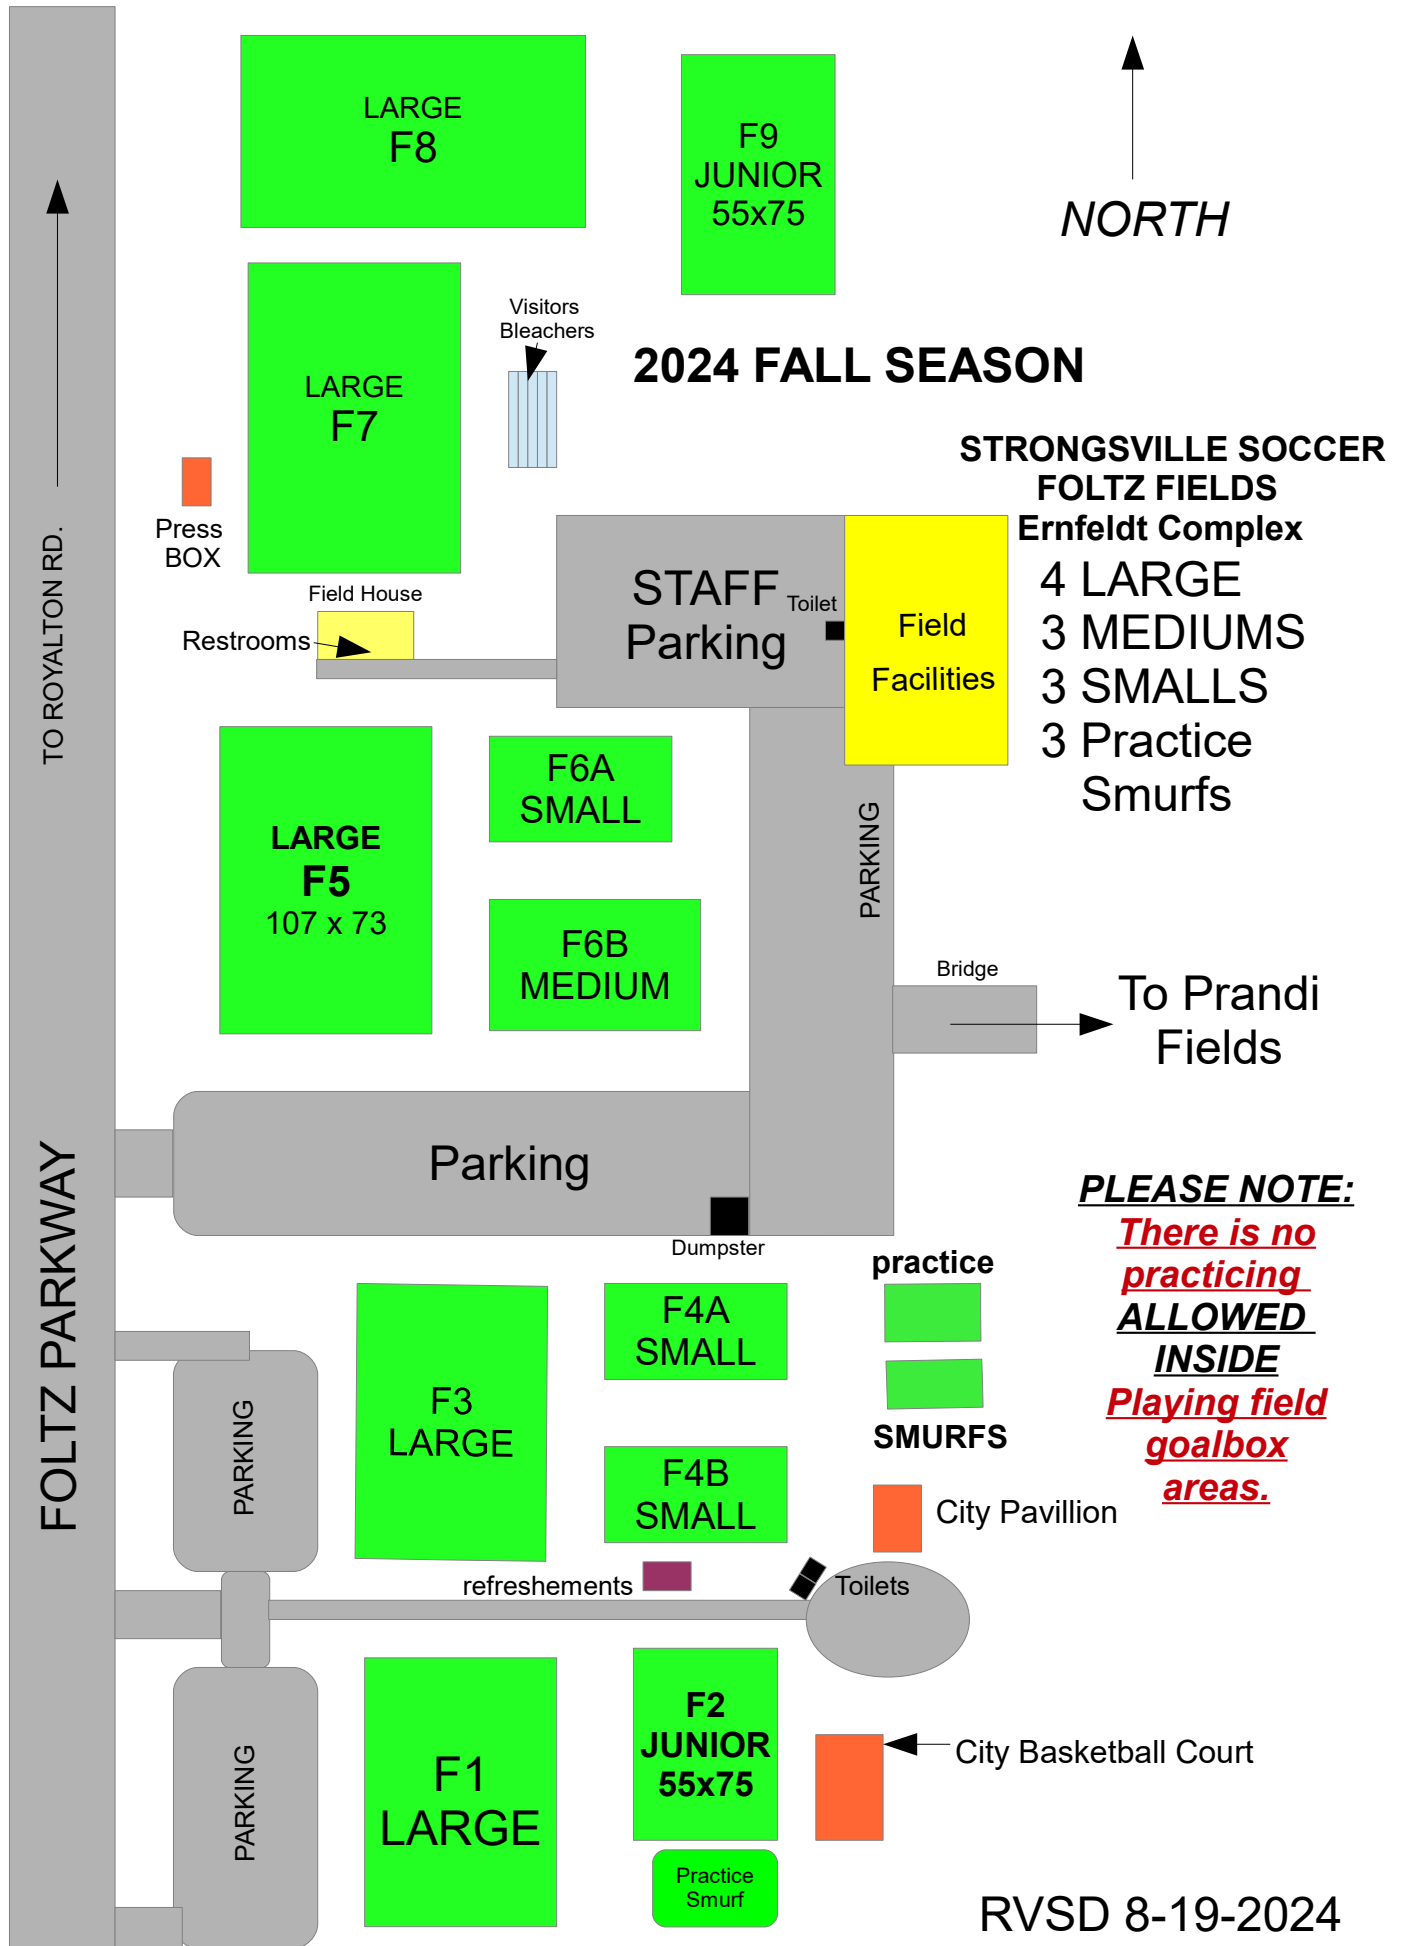 LARGE
F8
F9
JUNIOR
55x75
NORTH
Visitors
Bleachers
2024 FALL SEASON
LARGE
F7
STRONGSVILLE SOCCER
FOLTZ FIELDS
Ernfeldt Complex
4 LARGE
3 MEDIUMS
3 SMALLS
3 Practice
Smurfs
Press
BOX
TO ROYALTON RD.
STAFF
Parking
Toilet
Field
Facilities
Field House
Restrooms
F6A
SMALL
LARGE
F5
107 x 73
PARKING
F6B
MEDIUM
Bridge
To Prandi
Fields
Parking
FOLTZ PARKWAY
Dumpster
PLEASE NOTE:
There is no
practicing
ALLOWED
INSIDE
Playing field
goalbox
areas.
practice
SMURFS
F4A
SMALL
F3
LARGE
PARKING
F4B
SMALL
City Pavillion
refreshements
Toilets
F2
JUNIOR
55x75
City Basketball Court
F1
LARGE
PARKING
Practice
Smurf
RVSD 8-19-2024